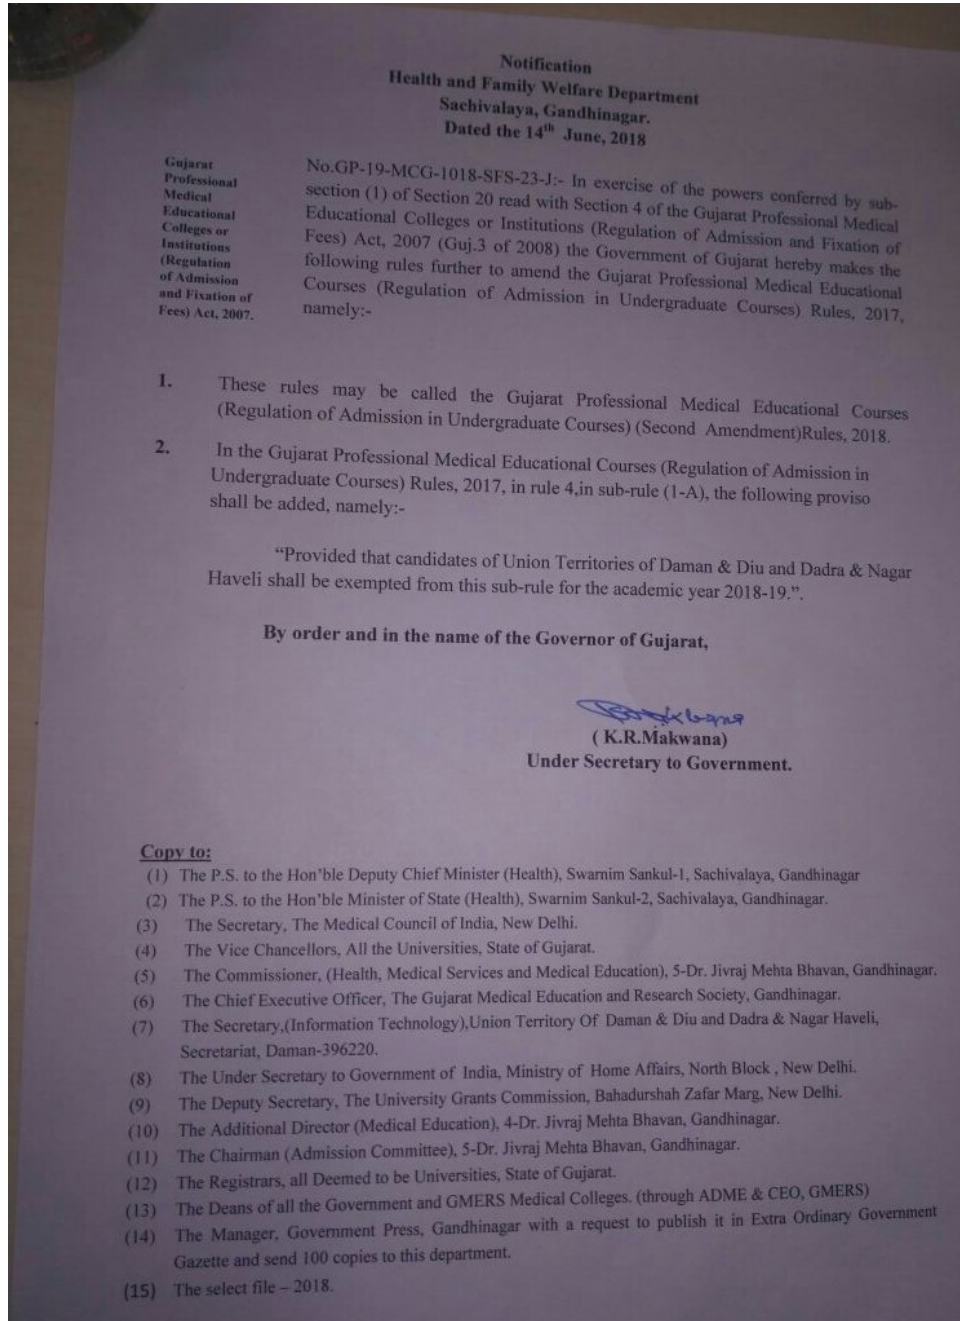 Notification
Health and Family Welfare Department
Sachivalaya, Gandhinagar.
Dated the 14th June, 2018
Gujarat
Professional
Medical
Educational
Colleges or
Institutions
(Regulation
of Admission
and Fixation of
Fees) Act, 2007.
No.GP-19-MCG-1018-SFS-23-J:- In exercise of the powers conferred by sub-
section (1) of Section 20 read with Section 4 of the Gujarat Professional Medical
Educational Colleges or Institutions (Regulation of Admission and Fixation of
Fees) Act, 2007 (Guj.3 of 2008) the Government of Gujarat hereby makes the
following rules further to amend the Gujarat Professional Medical Educational
Courses (Regulation of Admission in Undergraduate Courses) Rules, 2017,
namely:-
1. These rules may be called the Gujarat Professional Medical Educational Courses
(Regulation of Admission in Undergraduate Courses) (Second Amendment)Rules, 2018.
2. In the Gujarat Professional Medical Educational Courses (Regulation of Admission in
Undergraduate Courses) Rules, 2017, in rule 4,in sub-rule (1-A), the following proviso
shall be added, namely:-
“Provided that candidates of Union Territories of Daman & Diu and Dadra & Nagar
Haveli shall be exempted from this sub-rule for the academic year 2018-19.”.
By order and in the name of the Governor of Gujarat,
( K.R.Makwana)
Under Secretary to Government.
Copy to:
(1) The P.S. to the Hon'ble Deputy Chief Minister (Health), Swarnim Sankul-1, Sachivalaya, Gandhinagar
(2) The P.S. to the Hon'ble Minister of State (Health), Swarnim Sankul-2, Sachivalaya, Gandhinagar.
(3) The Secretary, The Medical Council of India, New Delhi.
(4) The Vice Chancellors, All the Universities, State of Gujarat.
(5) The Commissioner, (Health, Medical Services and Medical Education), 5-Dr. Jivraj Mehta Bhavan, Gandhinagar.
(6) The Chief Executive Officer, The Gujarat Medical Education and Research Society, Gandhinagar.
(7) The Secretary,(Information Technology),Union Territory Of Daman & Diu and Dadra & Nagar Haveli,
Secretariat, Daman-396220.
(8) The Under Secretary to Government of India, Ministry of Home Affairs, North Block , New Delhi.
(9) The Deputy Secretary, The University Grants Commission, Bahadurshah Zafar Marg, New Delhi.
(10) The Additional Director (Medical Education), 4-Dr. Jivraj Mehta Bhavan, Gandhinagar.
(11) The Chairman (Admission Committee), 5-Dr. Jivraj Mehta Bhavan, Gandhinagar.
(12) The Registrars, all Deemed to be Universities, State of Gujarat.
(13) The Deans of all the Government and GMERS Medical Colleges. (through ADME & CEO, GMERS)
(14) The Manager, Government Press, Gandhinagar with a request to publish it in Extra Ordinary Government
Gazette and send 100 copies to this department.
(15) The select file – 2018.